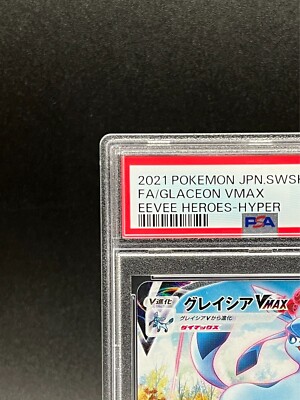 2021 POKEMON JPN.SWSH
FA/GLACEON VMAX
EEVEE HEROES-HYPER
PSA
V進化
グレイシアVMAX
グレイシアVから進化
ダイマックス